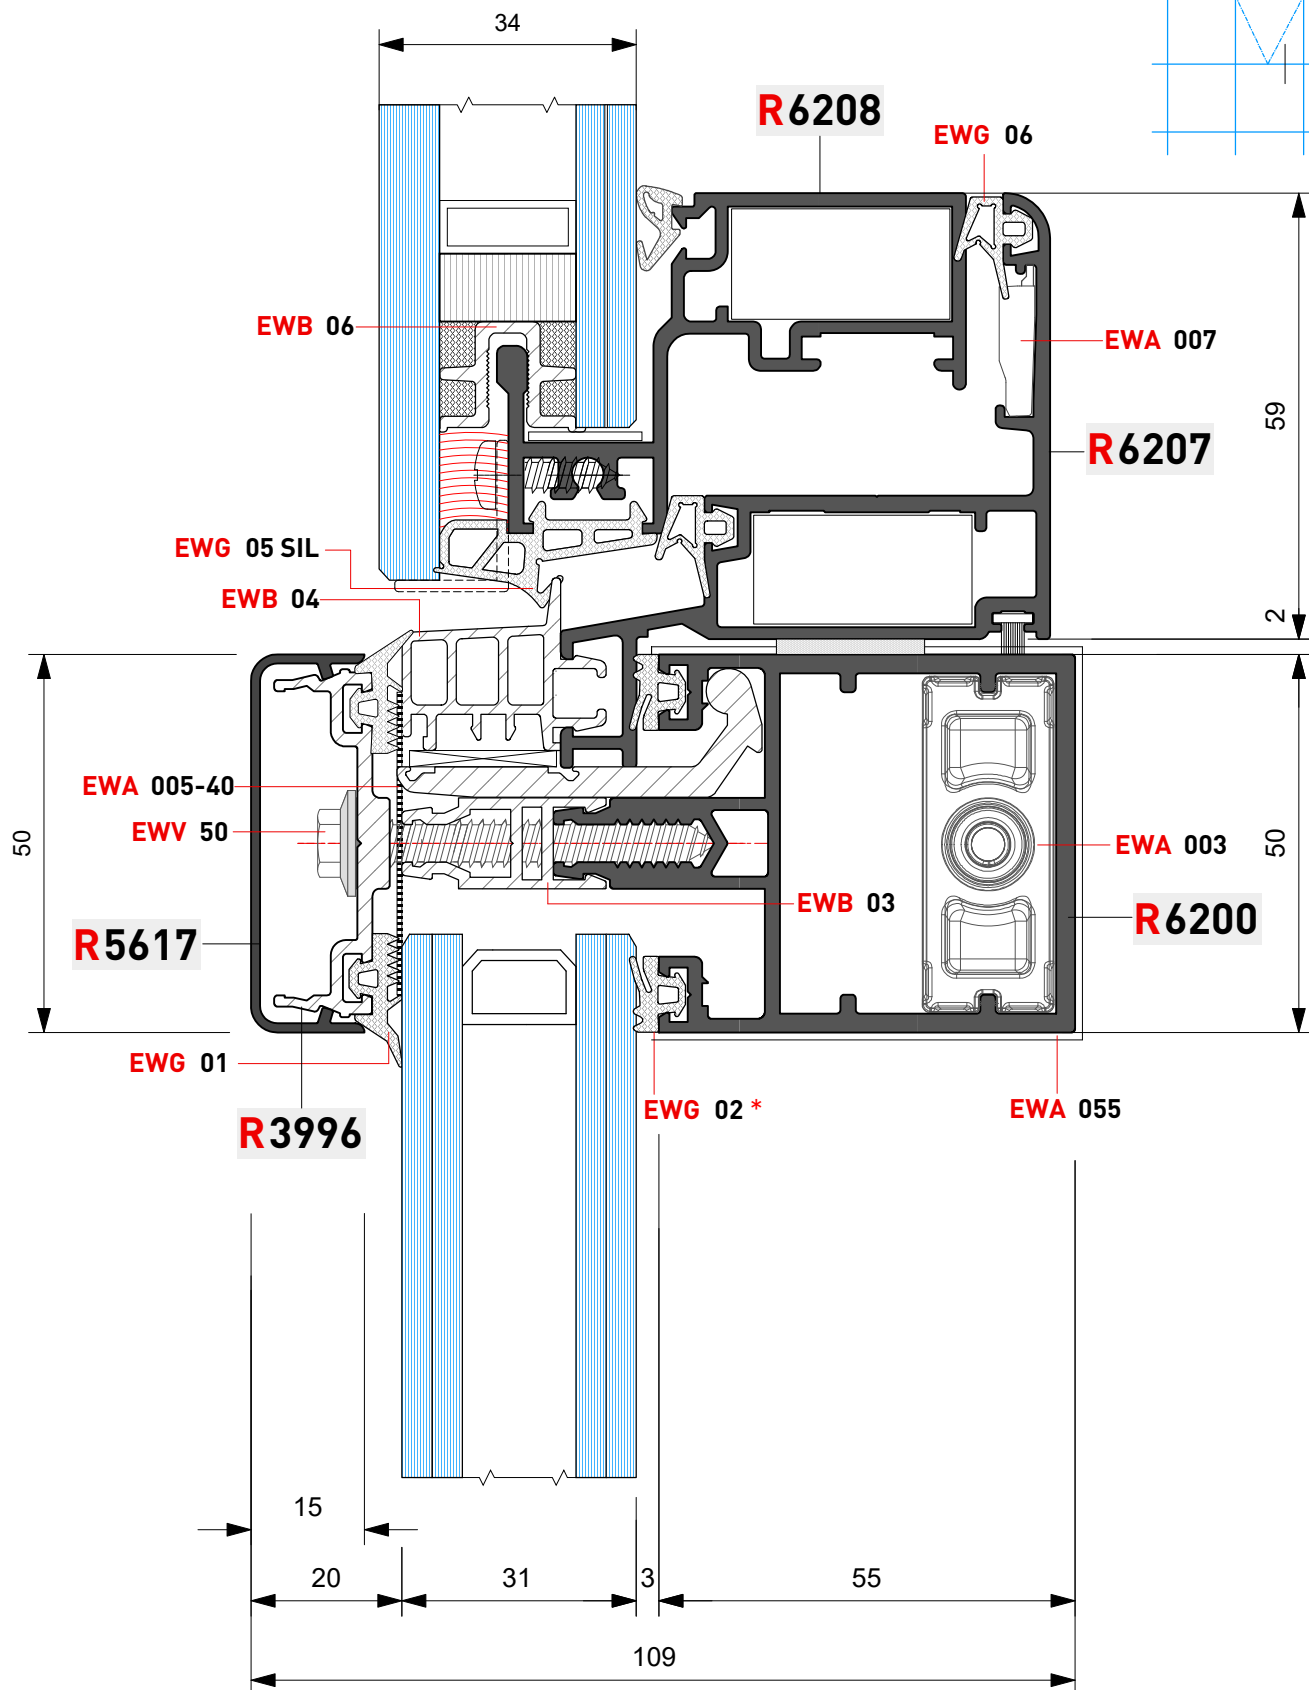 34
R6208
EWG 06
EWB 06
EWA 007
59
R6207
EWG 05 SIL
EWB 04
2
EWA 005-40
EWV 50
50
EWA 003
50
EWB 03
R6200
R5617
EWG 01
EWG 02 *
EWA 055
R3996
15
20
31
3
55
109